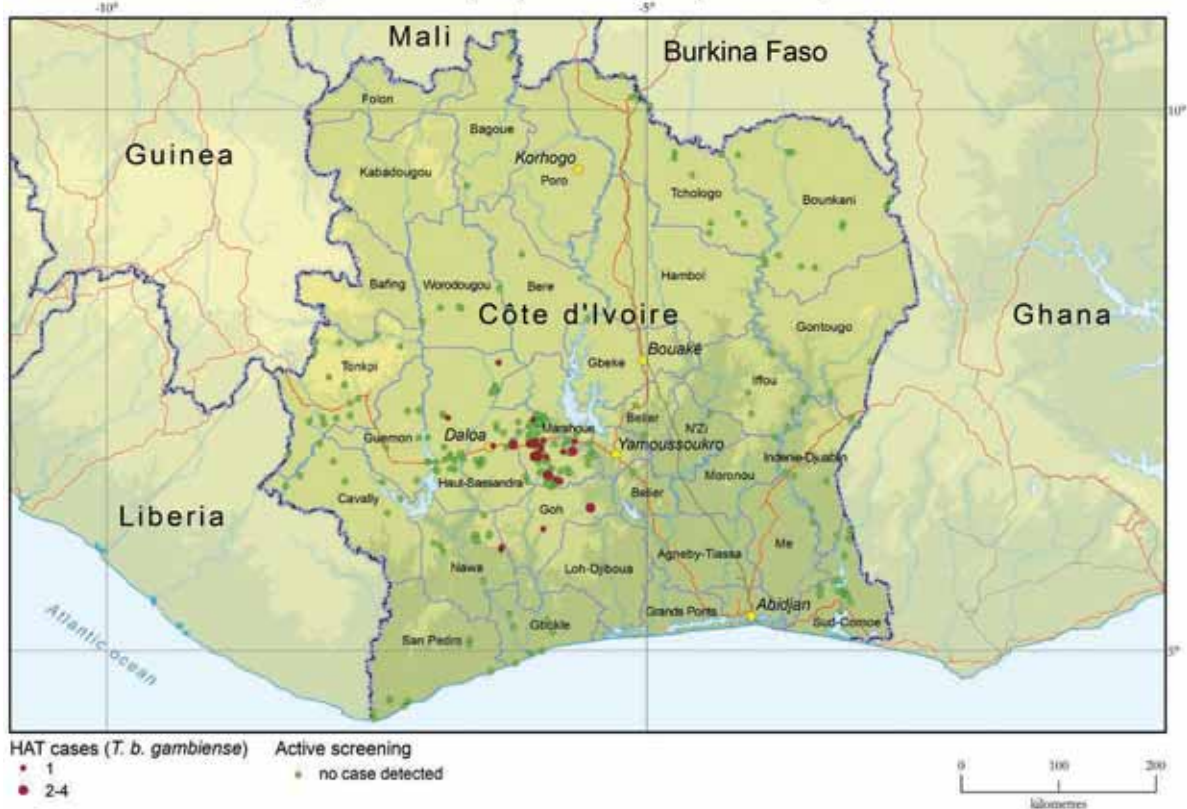 -10°
-5°
Mali
Burkina Faso
10°
Folon
Bagoue
Guinea
Korhogo
Kabadougou
Poro
Tchologo
Bounkani
Hambol
Bafing
Worodougou
Bere
Côte d'Ivoire
Ghana
Gontougo
Bouaké
Tonkpi
Gbeke
Iffou
Belier
Marahoue
N'Zi
Guemon
Daloa
Yamoussoukro
Indenie-Djuablin
Moronou
Haut-Sassandra
Belier
Cavally
Goh
Liberia
Me
Agneby-Tiassa
Nawa
Loh-Djiboua
Abidjan
Grands Ponts
Sud-Comoe
Gbokle
San Pedro
Atlantic ocean
5°
HAT cases (T. b. gambiense)
Active screening
1
no case detected
2-4
0 100 200
kilometres